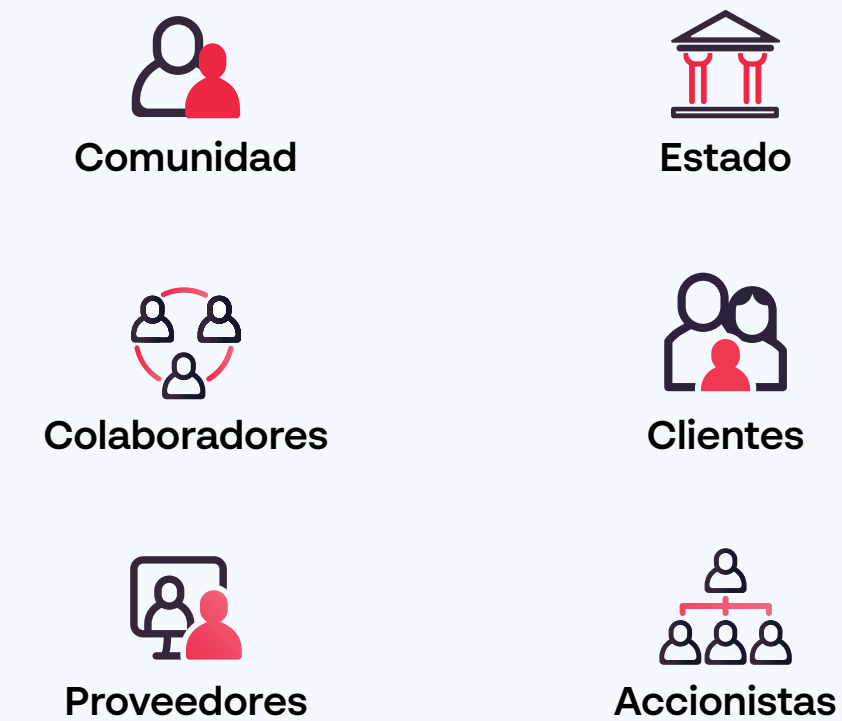 Comunidad
Estado
Colaboradores
Clientes
Proveedores
Accionistas